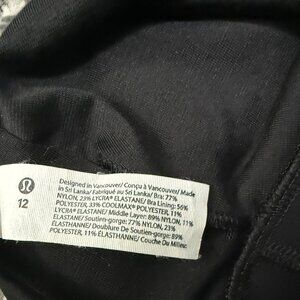 Designed in Vancouver/ Conçu à Vancouver/ Made
in Sri Lanka/ Fabriqué au Sri Lanka/ Bra: 77%
NYLON, 23% LYCRA® ELASTANE/ Bra Lining: 56%
POLYESTER, 33% COOLMAX® POLYESTER, 11%
LYCRA® ELASTANE/ Middle Layer: 89% NYLON, 11%
ELASTANE/ Soutien-gorge: 77% NYLON, 23%
ÉLASTHANNE/ Doublure De Soutien-gorge: 89%
POLYESTER, 11% ÉLASTHANNE/ Couche Du Milieu:
12